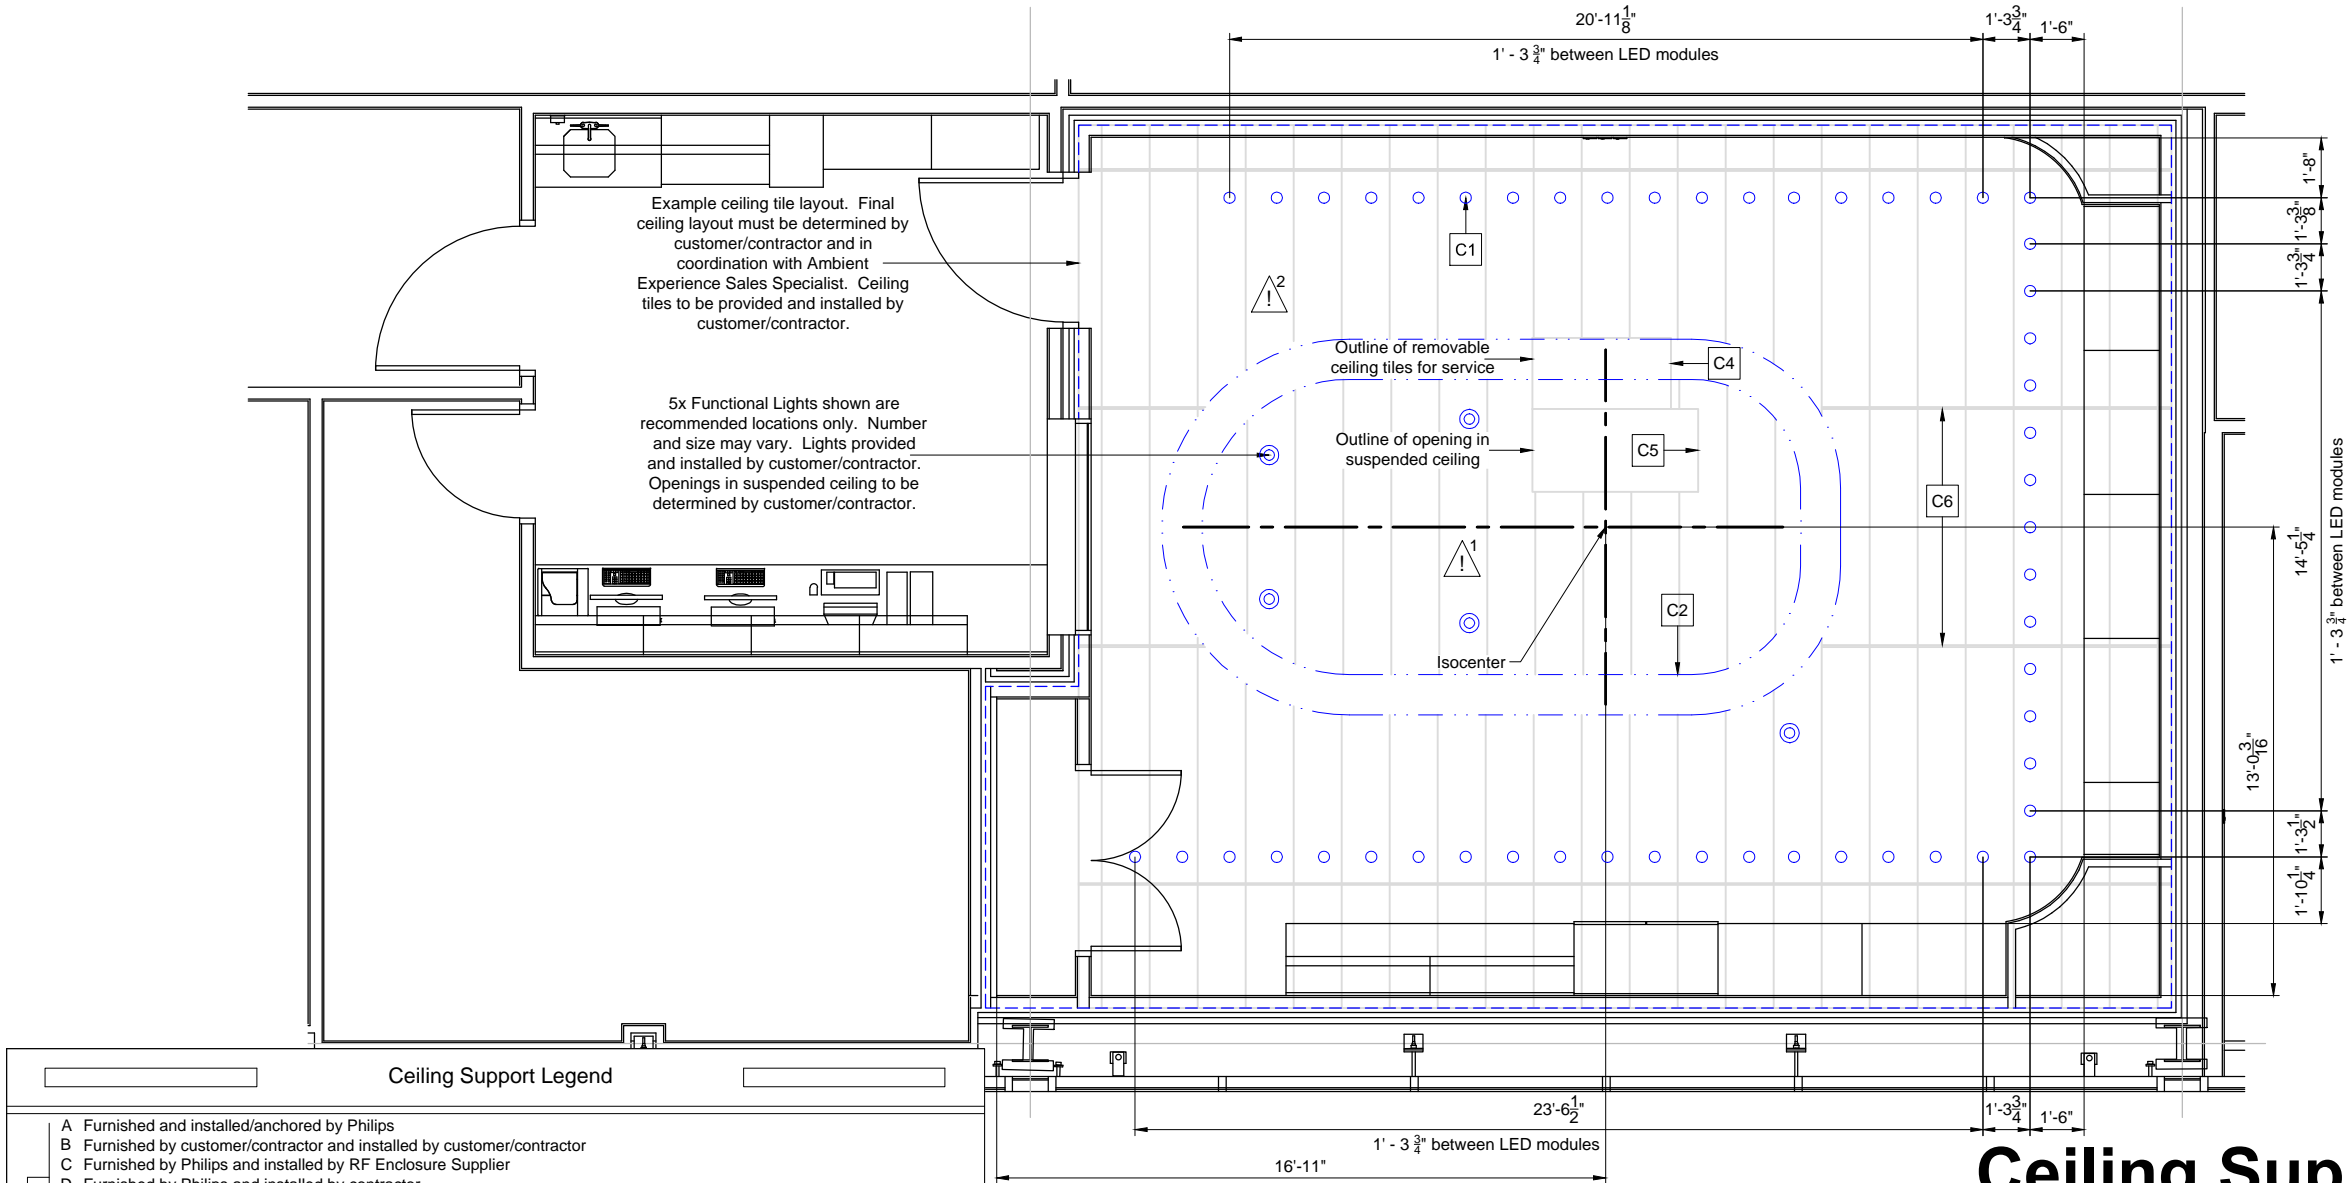 20'-11 1/8"
1'-3 3/4"
1'-6"
1' - 3 3/4" between LED modules
Example ceiling tile layout. Final
ceiling layout must be determined by
customer/contractor and in
coordination with Ambient
Experience Sales Specialist. Ceiling
tiles to be provided and installed by
customer/contractor.
C1
! 2
1'-8"
1'-3 3/8"
1'-3 3/4"
Outline of removable
ceiling tiles for service
C4
5x Functional Lights shown are
recommended locations only. Number
and size may vary. Lights provided
and installed by customer/contractor.
Openings in suspended ceiling to be
determined by customer/contractor.
Outline of opening in
suspended ceiling
C5
C6
14'-5 1/4"
1' - 3 3/4" between LED modules
! 1
C2
Isocenter
13'-0 3/16"
1'-3 1/2"
1'-10 1/4"
Ceiling Support Legend
A Furnished and installed/anchored by Philips
B Furnished by customer/contractor and installed by customer/contractor
C Furnished by Philips and installed by RF Enclosure Supplier
D Furnished by Philips and installed by contractor
23'-6 1/2"
1'-3 3/4"
1'-6"
1' - 3 3/4" between LED modules
16'-11"
Ceiling Sup